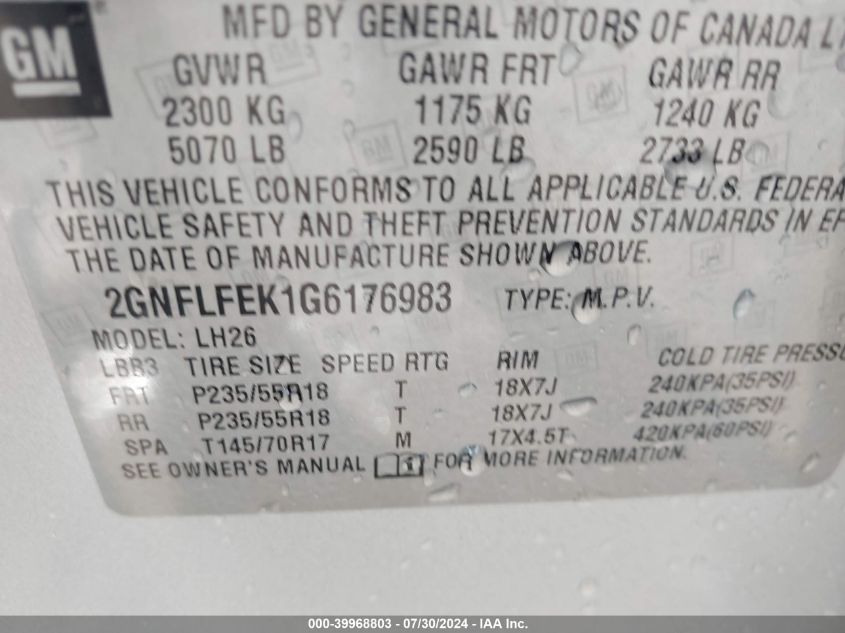 GM
MFD BY GENERAL MOTORS OF CANADA LT
GVWR GAWR FRT GAWR RR
2300 KG 1175 KG 1240 KG
5070 LB 2590 LB 2733 LB
THIS VEHICLE CONFORMS TO ALL APPLICABLE U.S. FEDERA
VEHICLE SAFETY AND THEFT PREVENTION STANDARDS IN EF
THE DATE OF MANUFACTURE SHOWN ABOVE.
2GNFLFEK1G6176983 TYPE: M.P.V.
MODEL: LH26
LBB3 TIRE SIZE SPEED RTG RIM COLD TIRE PRESSU
FRT P235/55R18 T 18X7J 240KPA(35PSI)
RR P235/55R18 T 18X7J 240KPA(35PSI)
SPA T145/70R17 M 17X4.5T 420KPA(60PSI)
SEE OWNER'S MANUAL FOR MORE INFORMATION.
000-39968803 - 07/30/2024 - IAA Inc.